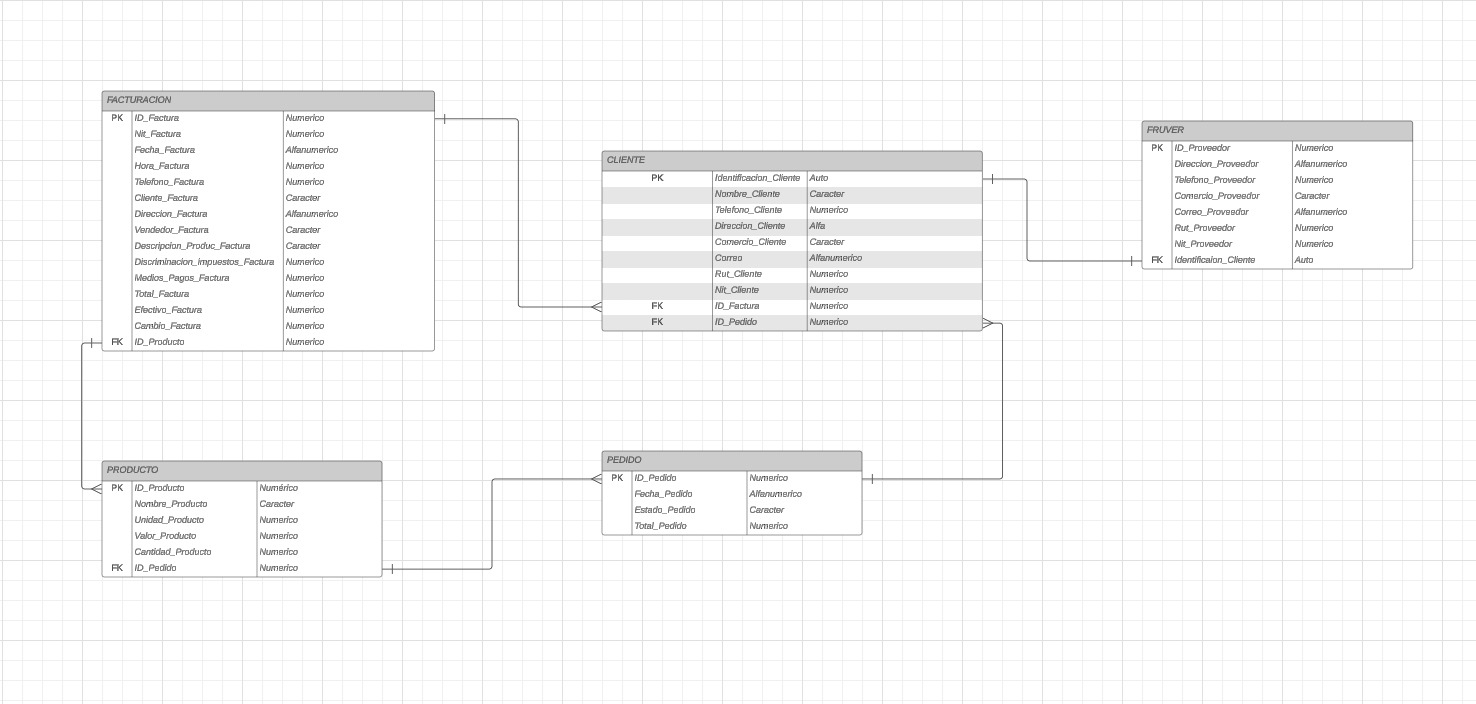 FACTURACION
PK ID_Factura Numerico
Nit_Factura Numerico
Fecha_Factura Alfanumerico
Hora_Factura Numerico
Telefono_Factura Numerico
Cliente_Factura Caracter
Direccion_Factura Alfanumerico
Vendedor_Factura Caracter
Descripcion_Produc_Factura Caracter
Discriminacion_impuestos_Factura Numerico
Medios_Pagos_Factura Numerico
Total_Factura Numerico
Efectivo_Factura Numerico
Cambio_Factura Numerico
FK ID_Producto Numerico
CLIENTE
PK Identificacion_Cliente Auto
Nombre_Cliente Caracter
Telefono_Cliente Numerico
Direccion_Cliente Alfa
Comercio_Cliente Caracter
Correo Alfanumerico
Rut_Cliente Numerico
Nit_Cliente Numerico
FK ID_Factura Numerico
FK ID_Pedido Numerico
FRUVER
PK ID_Proveedor Numerico
Direccion_Proveedor Alfanumerico
Telefono_Proveedor Numerico
Comercio_Proveedor Caracter
Correo_Proveedor Alfanumerico
Rut_Proveedor Numerico
Nit_Proveedor Numerico
FK Identificaion_Cliente Auto
PRODUCTO
PK ID_Producto Numérico
Nombre_Producto Caracter
Unidad_Producto Numerico
Valor_Producto Numerico
Cantidad_Producto Numerico
FK ID_Pedido Numerico
PEDIDO
PK ID_Pedido Numerico
Fecha_Pedido Alfanumerico
Estado_Pedido Caracter
Total_Pedido Numerico